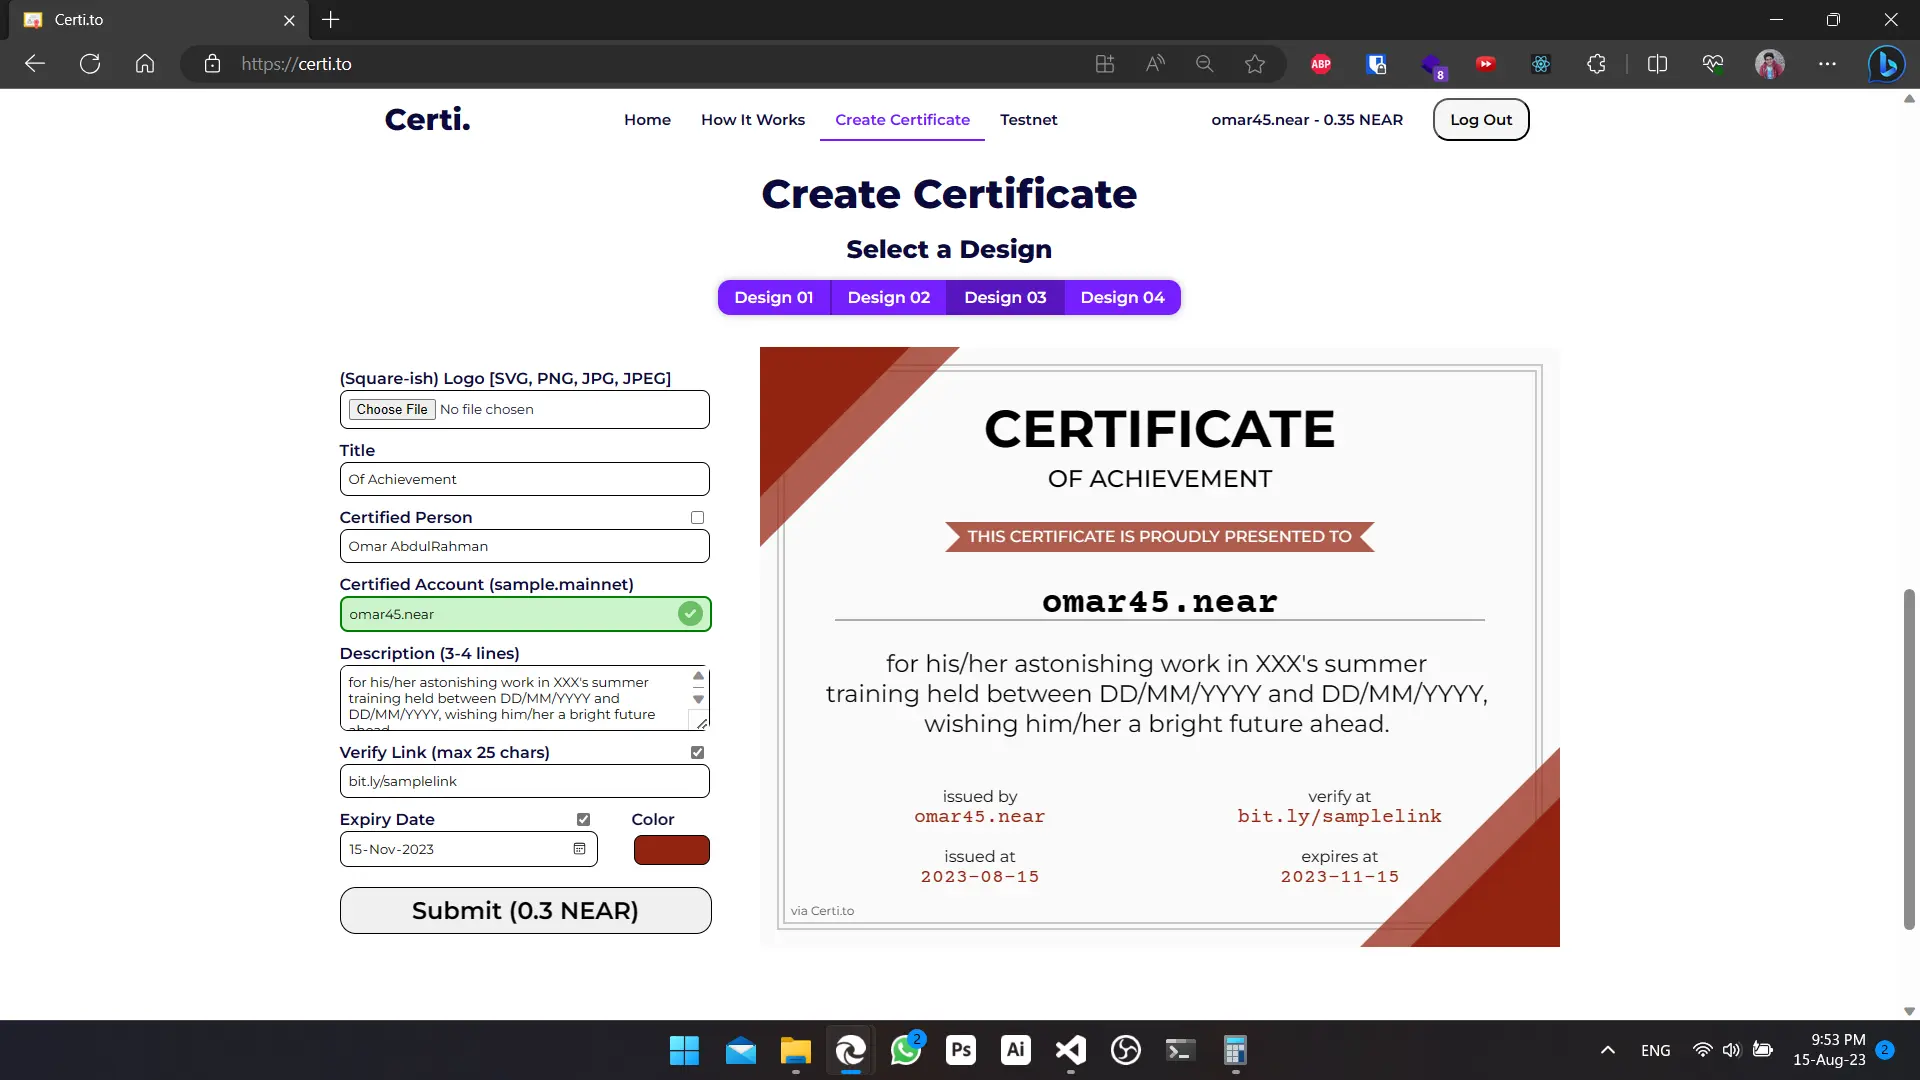 Certi.to
https://certi.to
ABP
8
Certi.
Home
How It Works
Create Certificate
Testnet
omar45.near - 0.35 NEAR
Log Out
Create Certificate
Select a Design
Design 01
Design 02
Design 03
Design 04
(Square-ish) Logo [SVG, PNG, JPG, JPEG]
Choose File No file chosen
Title
Of Achievement
Certified Person
Omar AbdulRahman
Certified Account (sample.mainnet)
omar45.near
Description (3-4 lines)
for his/her astonishing work in XXX's summer
training held between DD/MM/YYYY and
DD/MM/YYYY, wishing him/her a bright future
ahead
Verify Link (max 25 chars)
bit.ly/samplelink
Expiry Date
Color
15-Nov-2023
Submit (0.3 NEAR)
CERTIFICATE
OF ACHIEVEMENT
THIS CERTIFICATE IS PROUDLY PRESENTED TO
omar45.near
for his/her astonishing work in XXX's summer
training held between DD/MM/YYYY and DD/MM/YYYY,
wishing him/her a bright future ahead.
issued by
omar45.near
verify at
bit.ly/samplelink
issued at
2023-08-15
expires at
2023-11-15
via Certi.to
2
Ps
Ai
ENG
9:53 PM
15-Aug-23
2